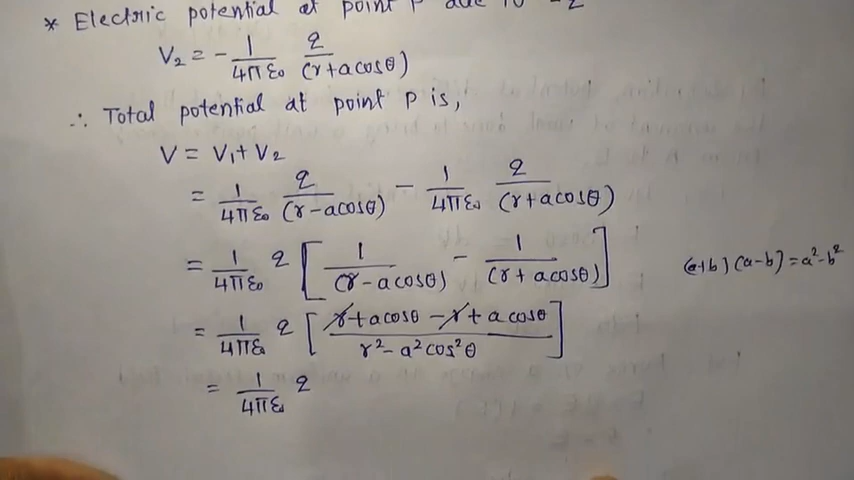 * Electric potential at point P due to -q
V₂ = - 1/4πε₀ q/(r+acosθ)
∴ Total potential at point P is,
V = V₁ + V₂
= 1/4πε₀ q/(r-acosθ) - 1/4πε₀ q/(r+acosθ)
= 1/4πε₀ q [ 1/(r-acosθ) - 1/(r+acosθ) ]
(a+b)(a-b) = a²-b²
= 1/4πε₀ q [ r+acosθ-r+acosθ / r²-a²cos²θ ]
= 1/4πε₀ q